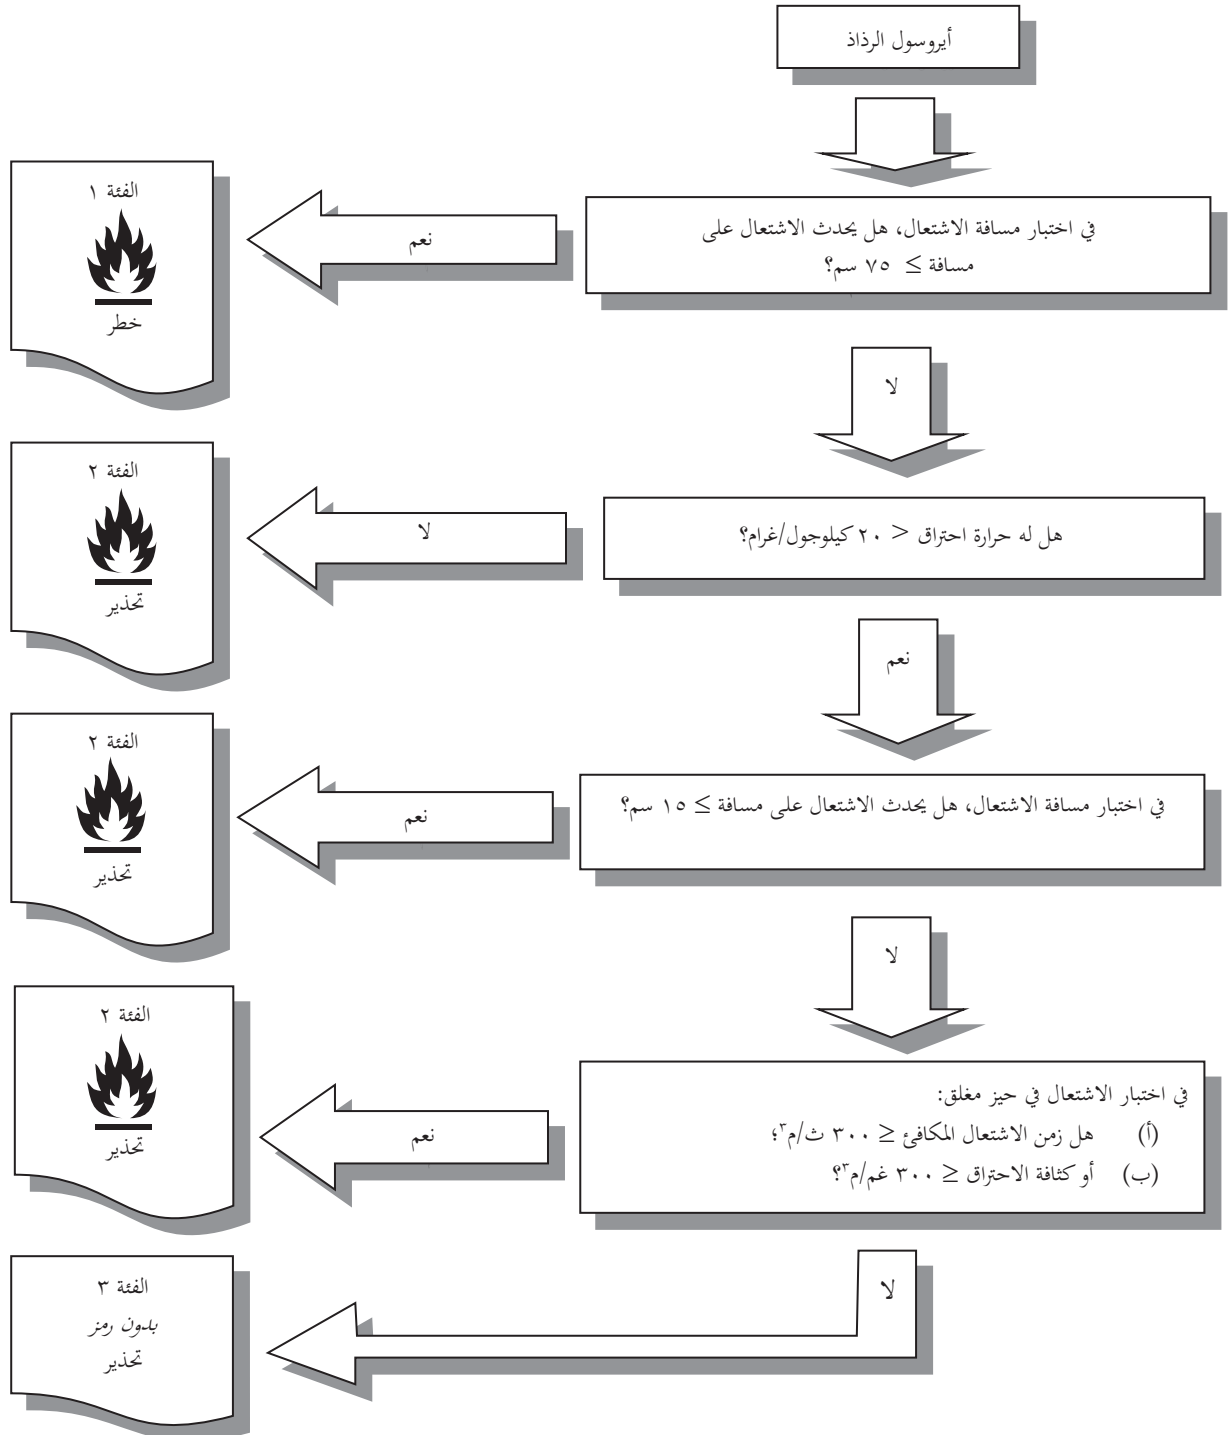 أيروسول الرذاذ
في اختبار مسافة الاشتعال، هل يحدث الاشتعال على
مسافة ≥ ٧٥ سم؟
نعم
الفئة ١
خطر
لا
هل له حرارة احتراق > ٢٠ كيلوجول/غرام؟
لا
الفئة ٢
تحذير
نعم
في اختبار مسافة الاشتعال، هل يحدث الاشتعال على مسافة ≥ ١٥ سم؟
نعم
الفئة ٢
تحذير
لا
في اختبار الاشتعال في حيز مغلق:
(أ) هل زمن الاشتعال المكافئ ≤ ٣٠٠ ث/م٣؛
(ب) أو كثافة الاحتراق ≤ ٣٠٠ غم/م٣؟
نعم
الفئة ٢
تحذير
لا
الفئة ٣
بدون رمز
تحذير